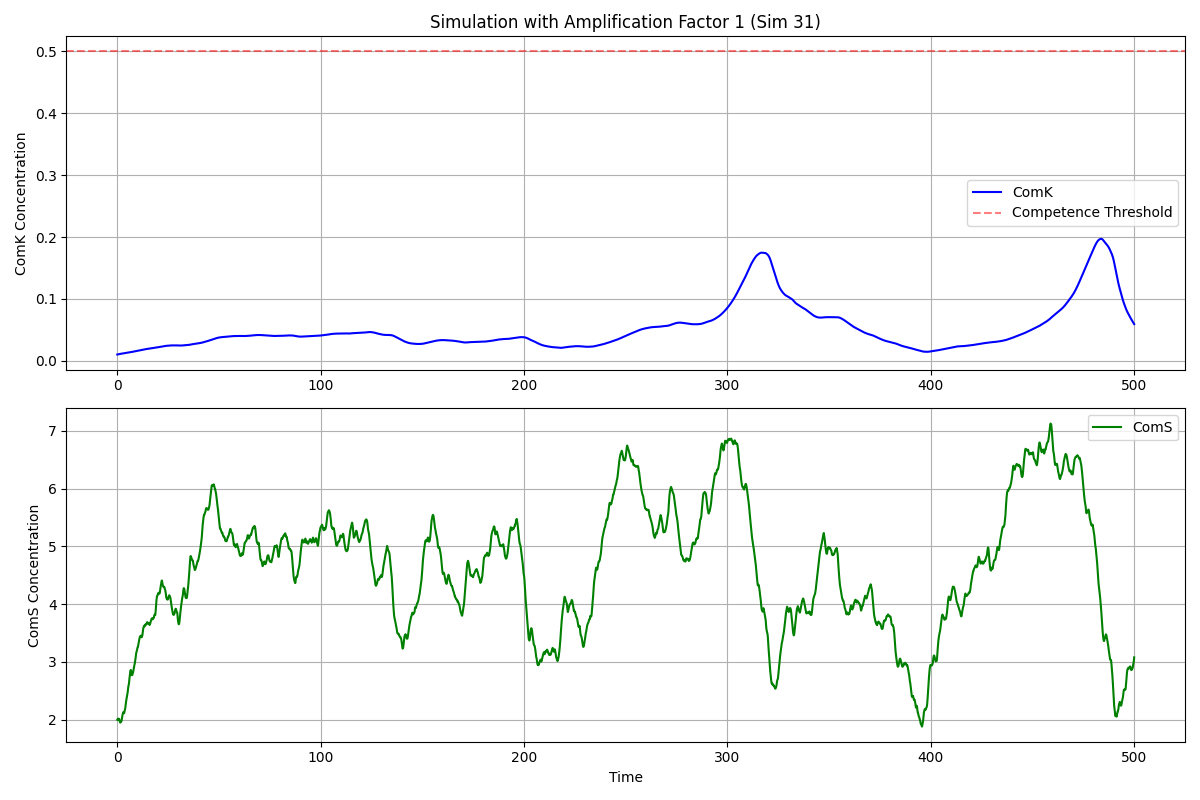 Simulation with Amplification Factor 1 (Sim 31)
ComK Concentration
0.5
0.4
0.3
0.2
0.1
0.0
ComK
Competence Threshold
0 100 200 300 400 500
ComS Concentration
7
6
5
4
3
2
ComS
0 100 200 300 400 500
Time